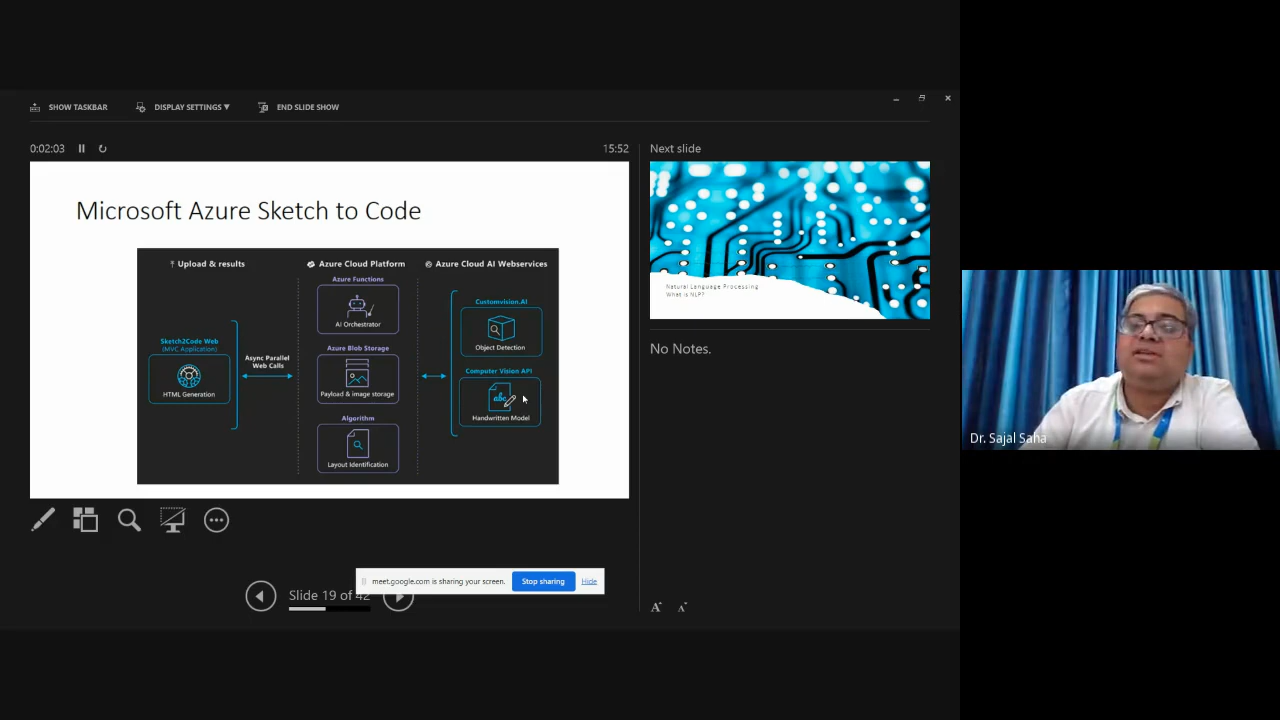 SHOW TASKBAR
DISPLAY SETTINGS ▼
END SLIDE SHOW
0:02:03
15:52
Next slide
Microsoft Azure Sketch to Code
Upload & results
Azure Cloud Platform
Azure Cloud AI Webservices
Azure Functions
AI Orchestrator
Customvision.AI
Object Detection
Sketch2Code Web
(MVC Application)
HTML Generation
Async Parallel
Web Calls
Azure Blob Storage
Payload & image storage
Computer Vision API
abc
Handwritten Model
Algorithm
Layout Identification
Natural Language Processing
What is NLP?
No Notes.
Dr. Sajal Saha
meet.google.com is sharing your screen.
Stop sharing
Hide
Slide 19 of 42
A
A